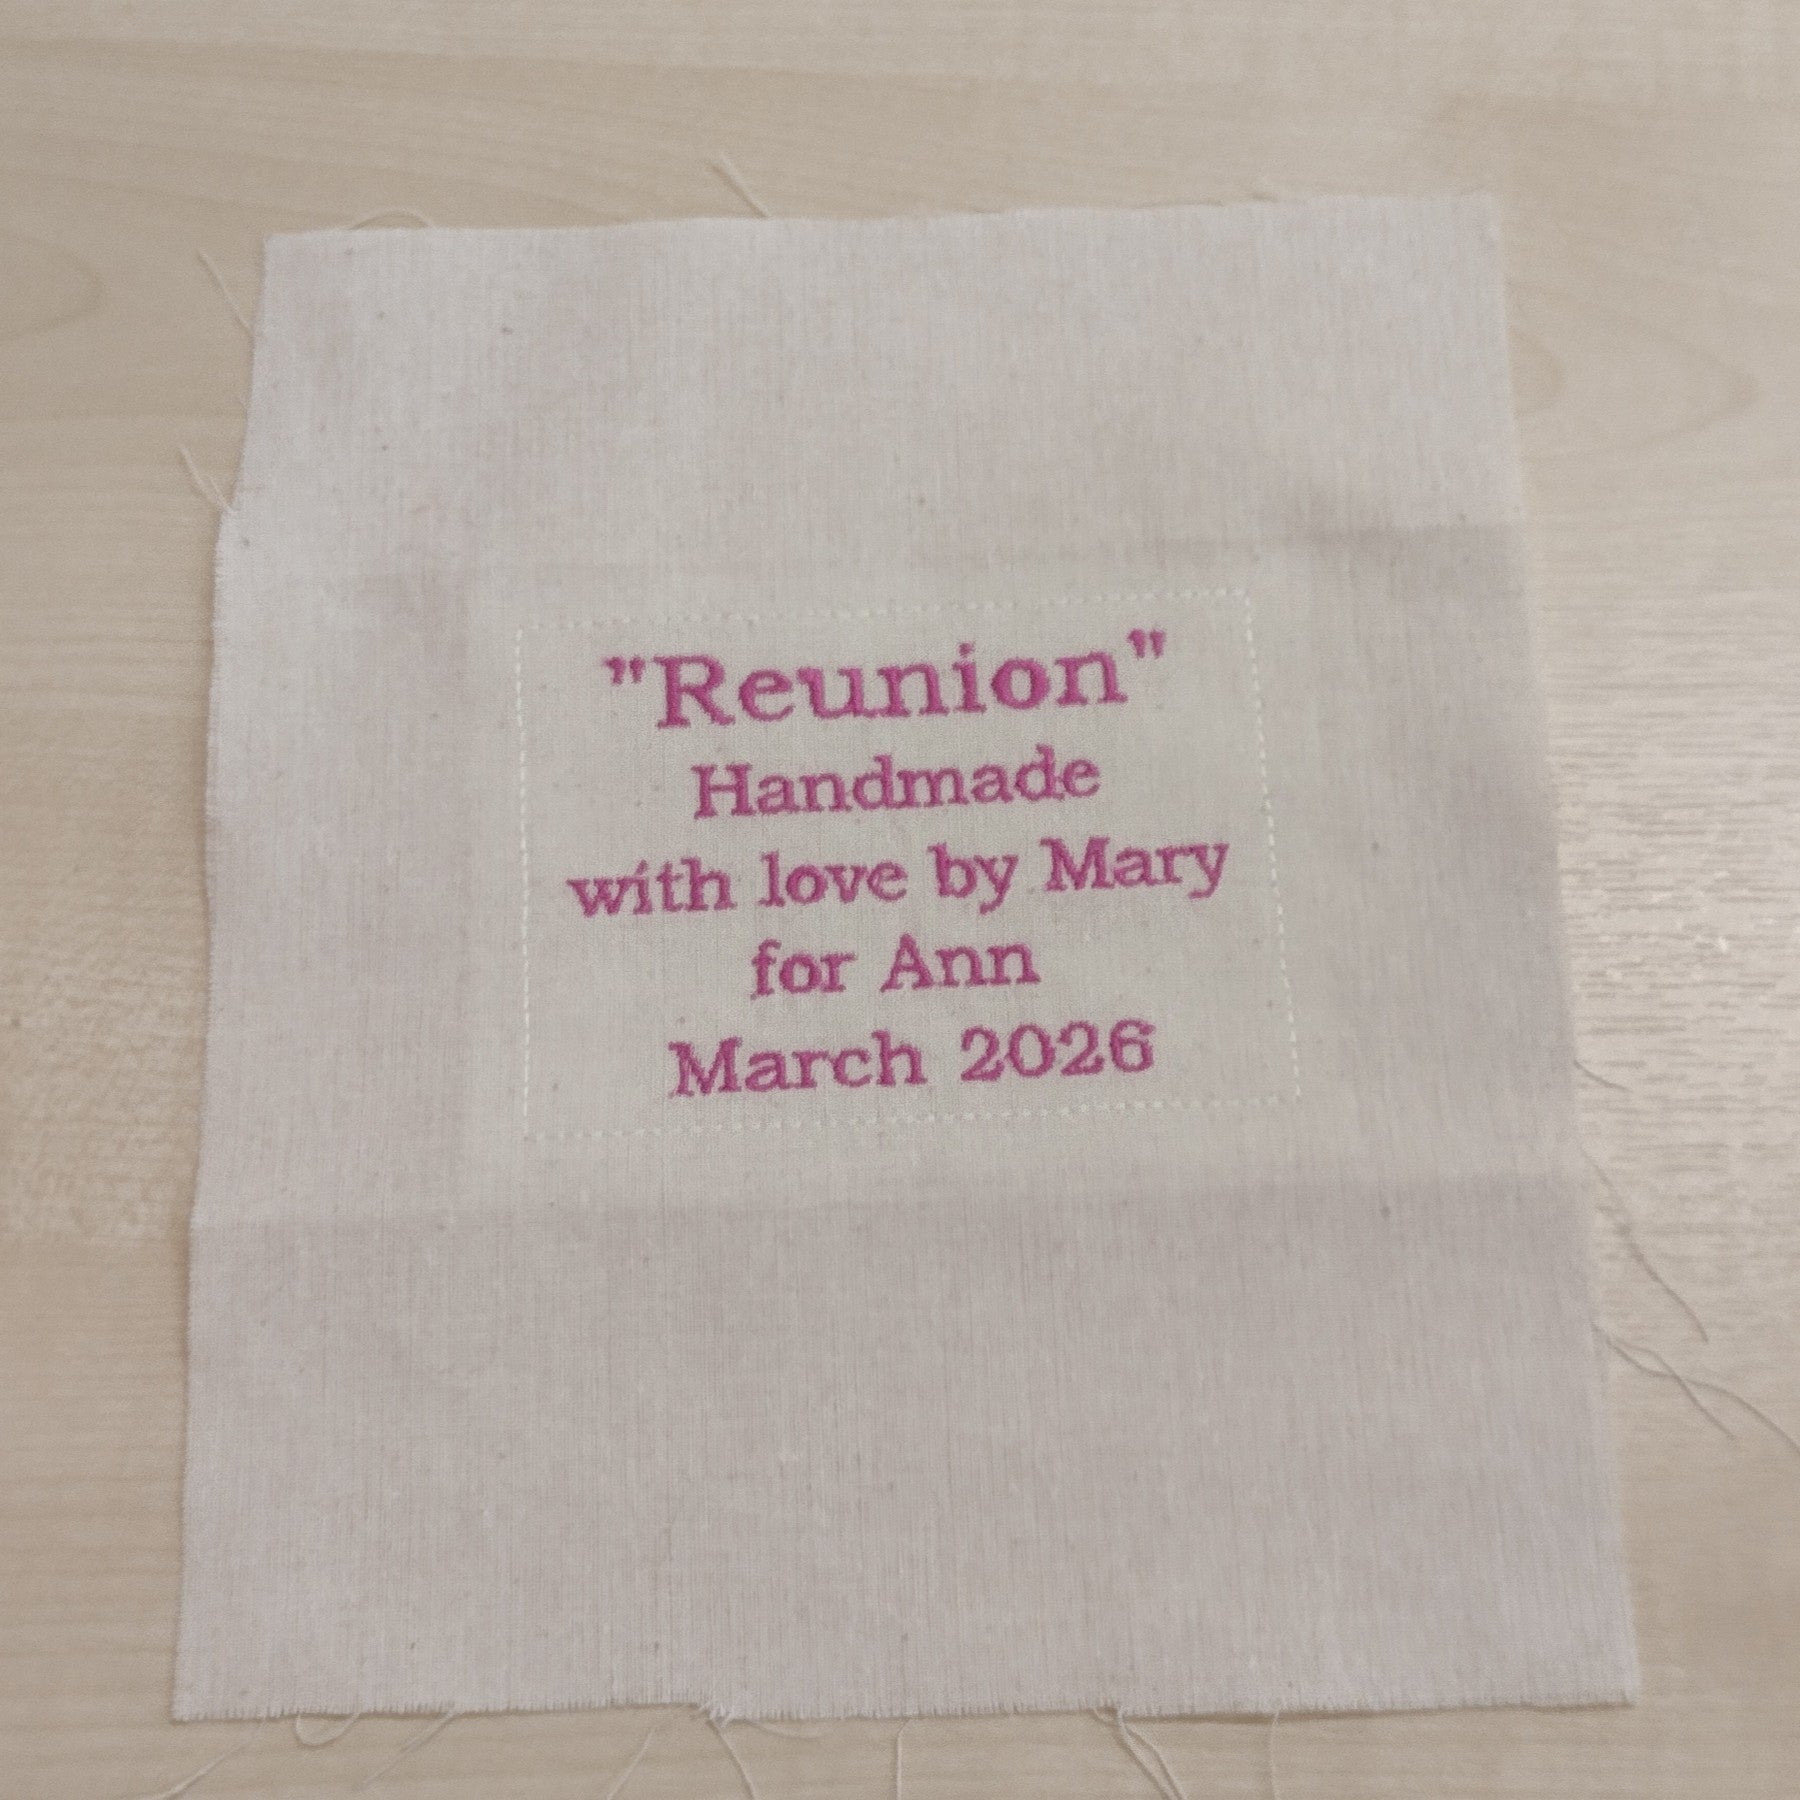 "Reunion"
Handmade
with love by Mary
for Ann
March 2026